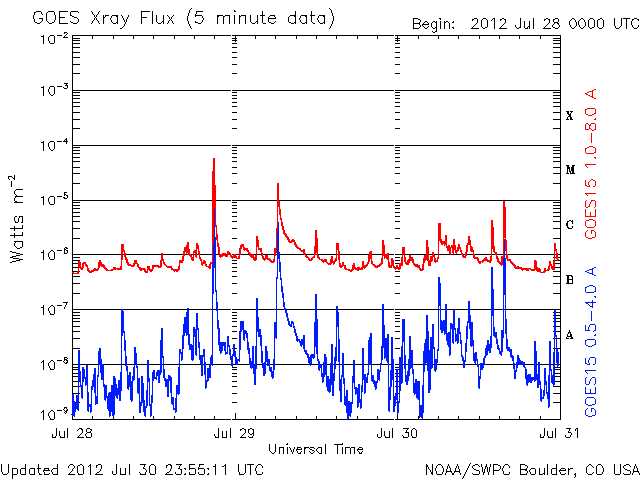 GOES Xray Flux (5 minute data)
Begin: 2012 Jul 28 0000 UTC
10-2
10-3
10-4
10-5
10-6
10-7
10-8
10-9
Watts m-2
X
M
C
B
A
GOES15 1.0-8.0 A
GOES15 0.5-4.0 A
Jul 28
Jul 29
Jul 30
Jul 31
Universal Time
Updated 2012 Jul 30 23:55:11 UTC
NOAA/SWPC Boulder, CO USA